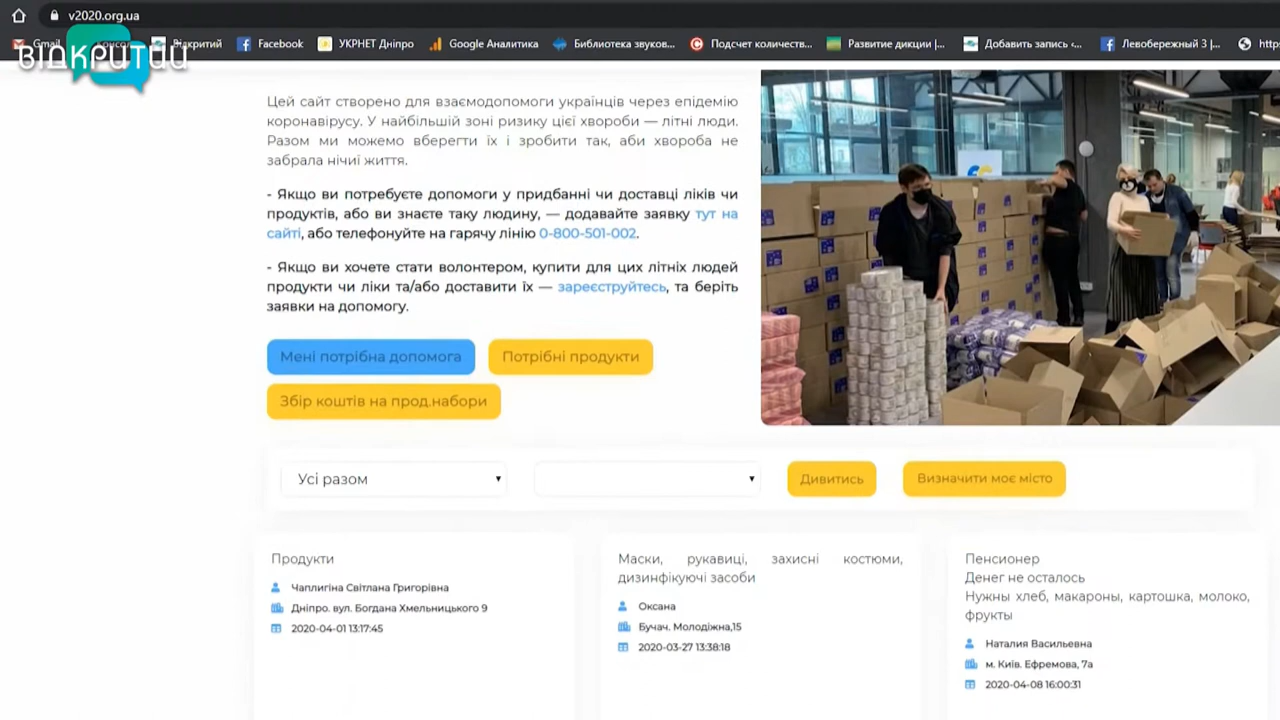 v2020.org.ua
Gmail
Консол
Відкритий
Facebook
УКРНЕТ Дніпро
Google Аналитика
Библиотека звуков...
Подсчет количеств...
Развитие дикции |...
Добавить запись ‹...
Левобережный 3 |...
https
ВІДКРИТИЙ
Цей сайт створено для взаємодопомоги українців через епідемію
коронавірусу. У найбільшій зоні ризику цієї хвороби — літні люди.
Разом ми можемо вберегти їх і зробити так, аби хвороба не
забрала нічиї життя.
- Якщо ви потребуєте допомоги у придбанні чи доставці ліків чи
продуктів, або ви знаєте таку людину, — додавайте заявку тут на
сайті, або телефонуйте на гарячу лінію 0-800-501-002.
- Якщо ви хочете стати волонтером, купити для цих літніх людей
продукти чи ліки та/або доставити їх — зареєструйтесь, та беріть
заявки на допомогу.
Мені потрібна допомога
Потрібні продукти
Збір коштів на прод.набори
Усі разом
Дивитись
Визначити моє місто
Продукти
Чаплигіна Світлана Григорівна
Дніпро. вул. Богдана Хмельницького 9
2020-04-01 13:17:45
Маски, рукавиці, захисні костюми,
дизинфікуючі засоби
Оксана
Бучач. Молодіжна,15
2020-03-27 13:38:18
Пенсионер
Денег не осталось
Нужны хлеб, макароны, картошка, молоко,
фрукты
Наталия Васильевна
м. Київ. Ефремова, 7а
2020-04-08 16:00:31